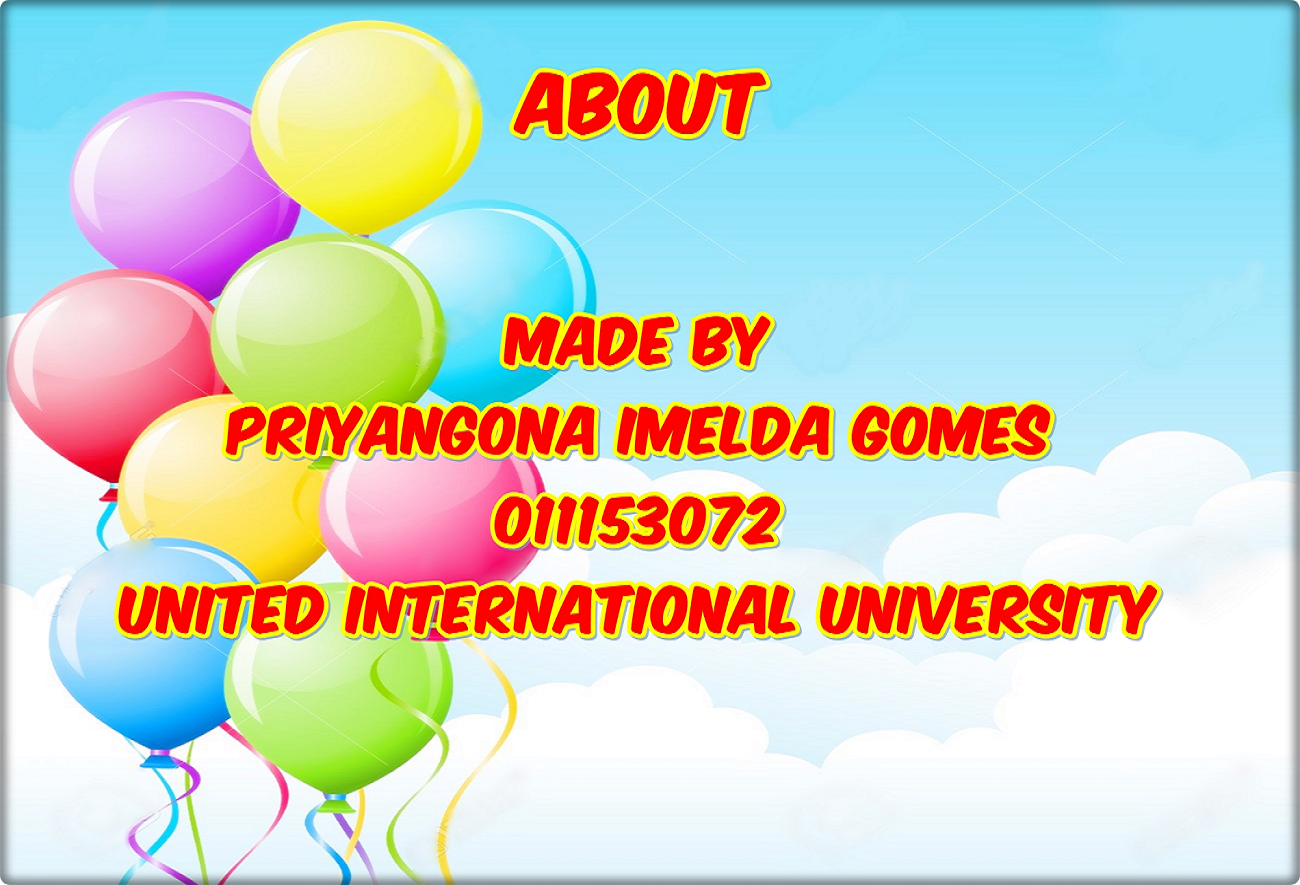 ABOUT
MADE BY
PRIYANGONA IMELDA GOMES
011153072
UNITED INTERNATIONAL UNIVERSITY